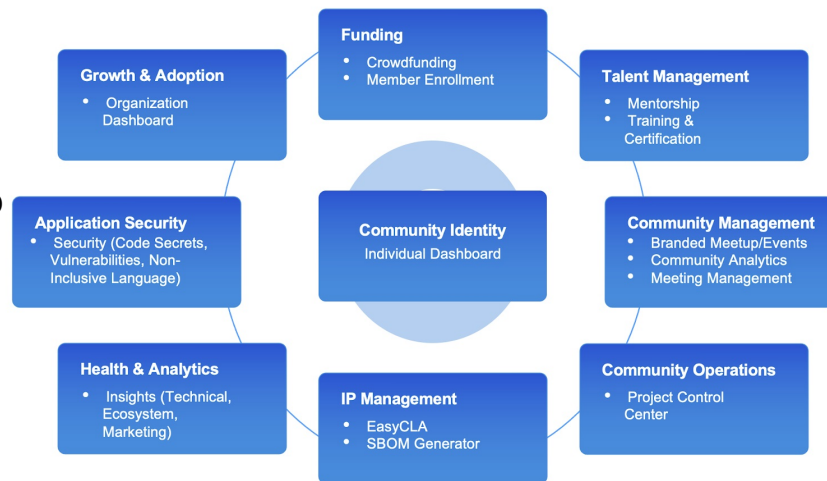 Funding
• Crowdfunding
• Member Enrollment
Growth & Adoption
• Organization
Dashboard
Talent Management
• Mentorship
• Training &
Certification
Application Security
• Security (Code Secrets,
Vulnerabilities, Non-
Inclusive Language)
Community Identity
Individual Dashboard
Community Management
• Branded Meetup/Events
• Community Analytics
• Meeting Management
Health & Analytics
• Insights (Technical,
Ecosystem,
Marketing)
IP Management
• EasyCLA
• SBOM Generator
Community Operations
• Project Control
Center